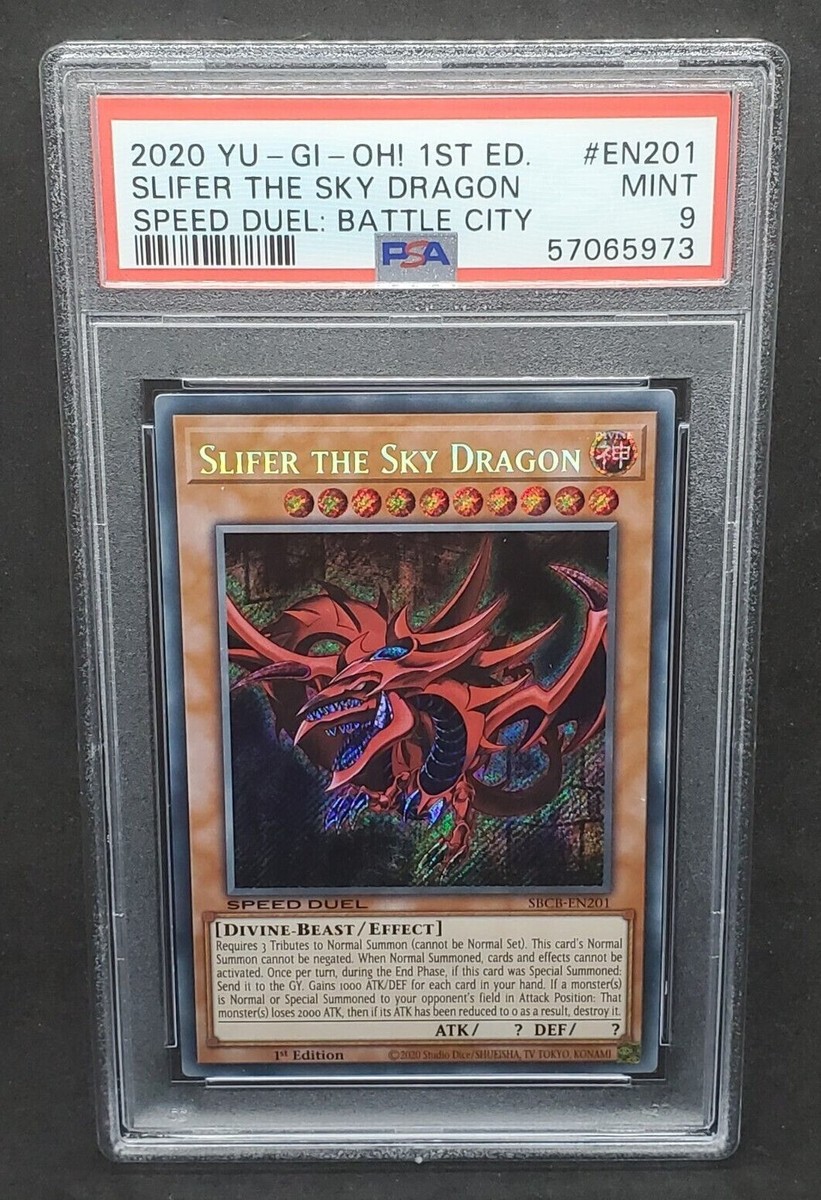 2020 YU-GI-OH! 1ST ED. #EN201
SLIFER THE SKY DRAGON MINT
SPEED DUEL: BATTLE CITY 9
PSA 57065973
SLIFER THE SKY DRAGON
DIVINE
神
SPEED DUEL SBCB-EN201
[DIVINE-BEAST/EFFECT]
Requires 3 Tributes to Normal Summon (cannot be Normal Set). This card's Normal
Summon cannot be negated. When Normal Summoned, cards and effects cannot be
activated. Once per turn, during the End Phase, if this card was Special Summoned:
Send it to the GY. Gains 1000 ATK/DEF for each card in your hand. If a monster(s)
is Normal or Special Summoned to your opponent's field in Attack Position: That
monster(s) loses 2000 ATK, then if its ATK has been reduced to 0 as a result, destroy it.
ATK/ ? DEF/ ?
1st Edition ©2020 Studio Dice/SHUEISHA, TV TOKYO, KONAMI